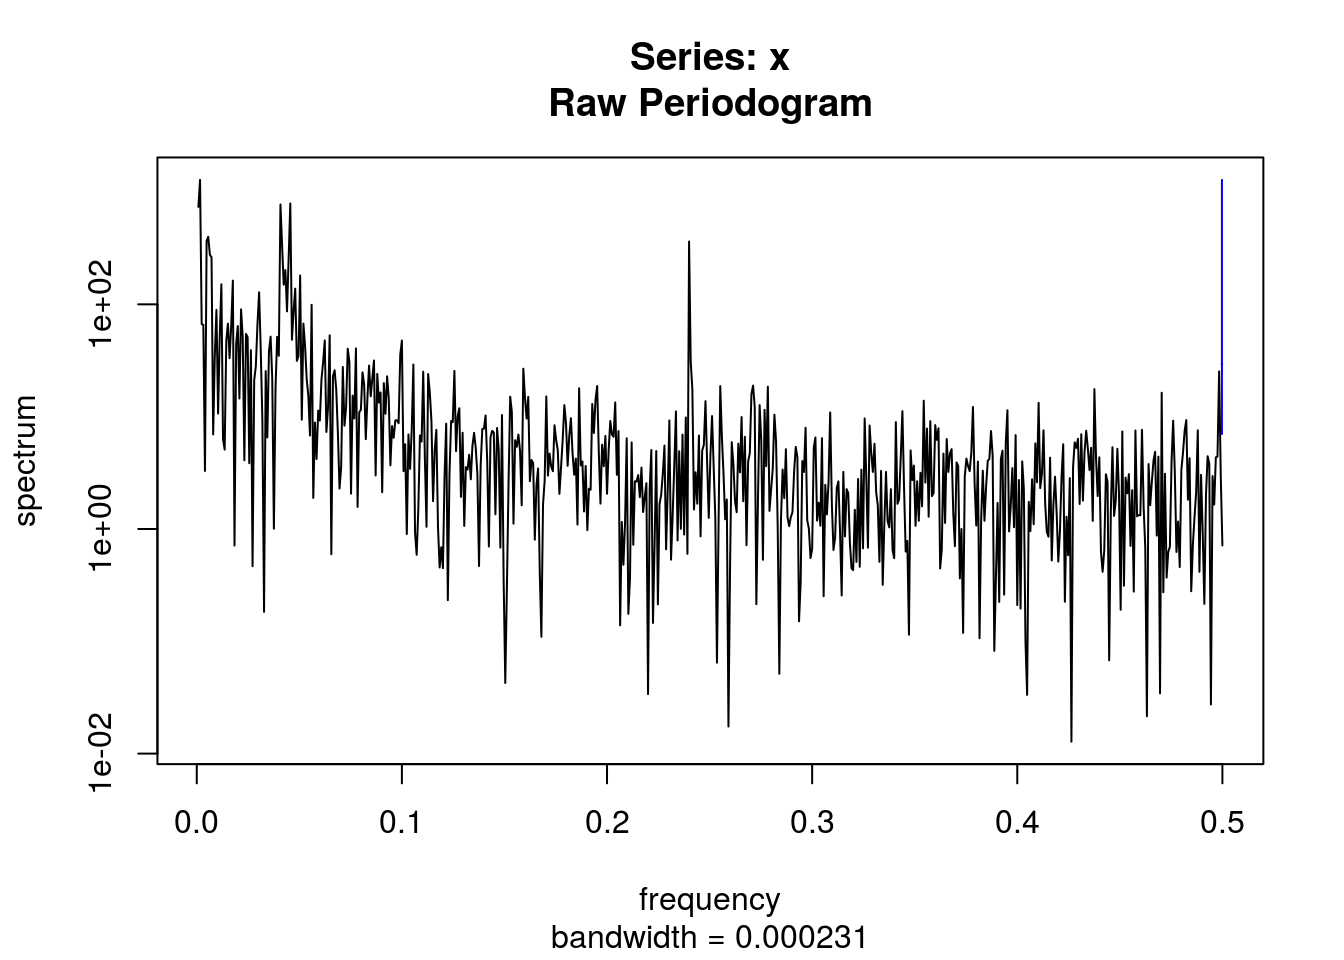 Series: x
Raw Periodogram
spectrum
1e+02
1e+00
1e-02
0.0 0.1 0.2 0.3 0.4 0.5
frequency
bandwidth = 0.000231